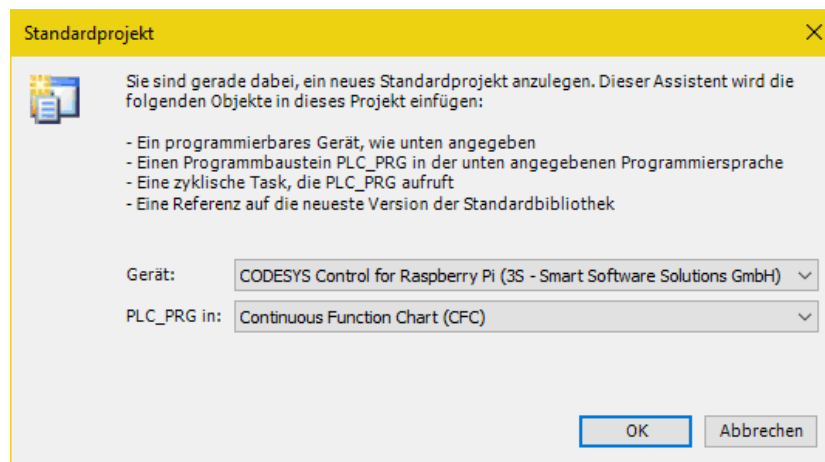 Standardprojekt
Sie sind gerade dabei, ein neues Standardprojekt anzulegen. Dieser Assistent wird die
folgenden Objekte in dieses Projekt einfügen:
- Ein programmierbares Gerät, wie unten angegeben
- Einen Programmbaustein PLC_PRG in der unten angegebenen Programmiersprache
- Eine zyklische Task, die PLC_PRG aufruft
- Eine Referenz auf die neueste Version der Standardbibliothek
Gerät: CODESYS Control for Raspberry Pi (3S - Smart Software Solutions GmbH)
PLC_PRG in: Continuous Function Chart (CFC)
OK Abbrechen